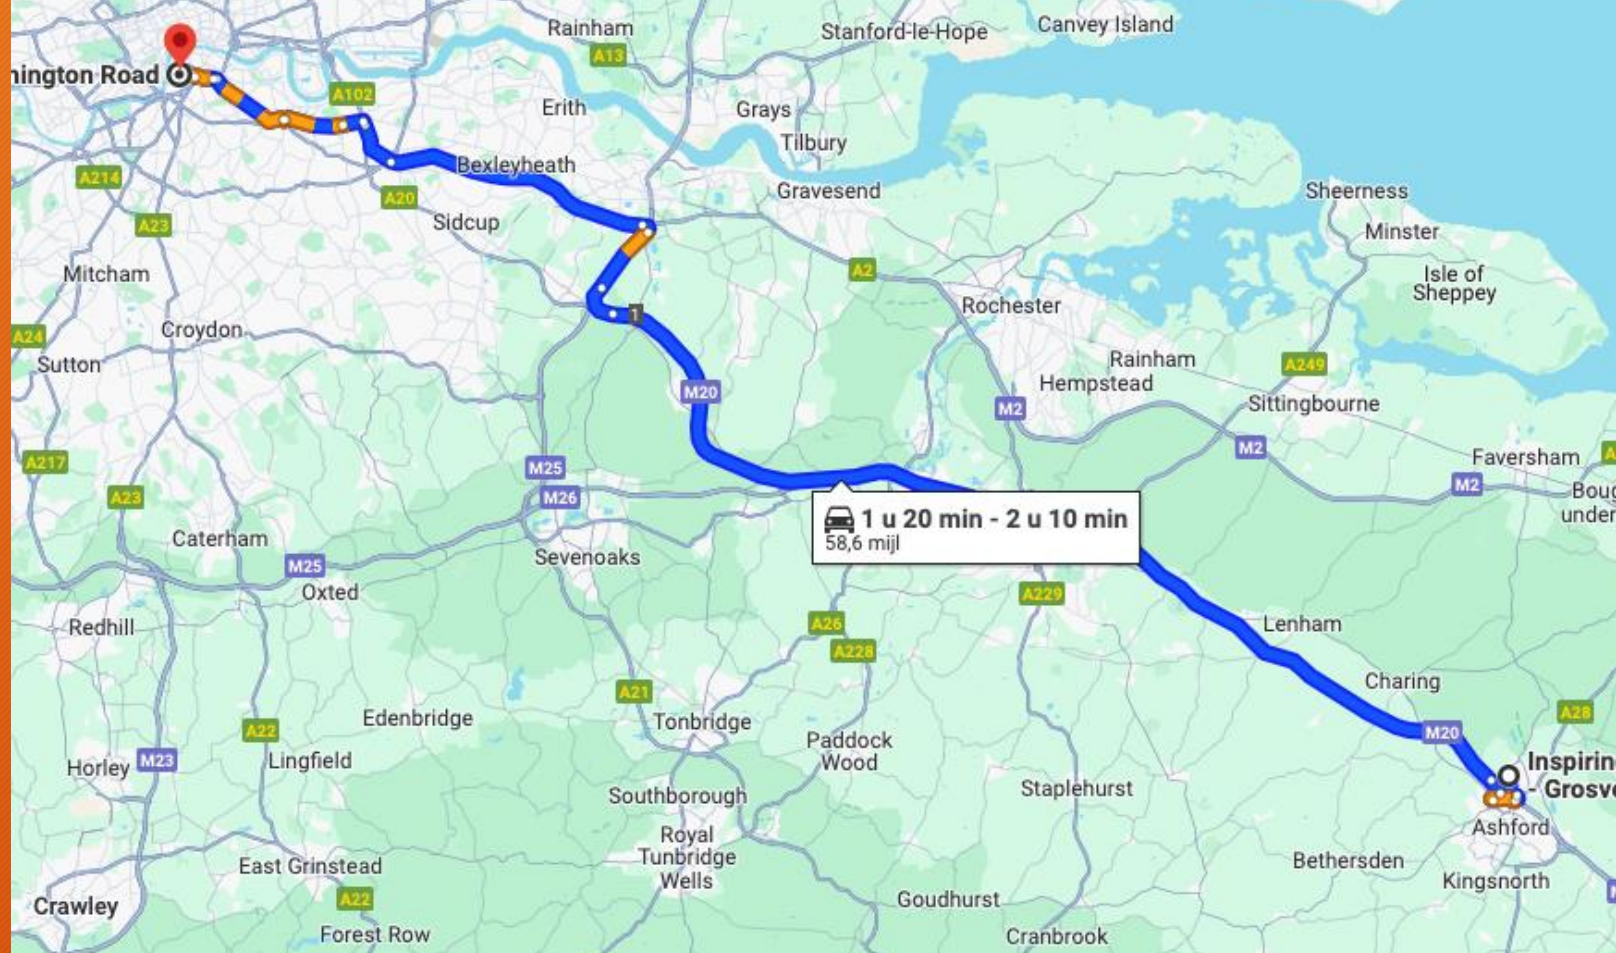 Rainham
Stanford-le-Hope
Canvey Island
A13
nington Road
A102
Erith
Grays
Tilbury
Bexleyheath
A214
A20
Gravesend
Sheerness
A23
Sidcup
Minster
Mitcham
A2
Isle of
Sheppey
Rochester
1
A24
Croydon
Sutton
Rainham
A249
Hempstead
M20
M2
Sittingbourne
A217
M25
M2
Faversham
A23
M26
M2
Boug
under
1 u 20 min - 2 u 10 min
58,6 mijl
Caterham
Sevenoaks
M25
Oxted
A229
Redhill
A26
Lenham
A228
Charing
A21
Edenbridge
Tonbridge
A28
A22
Paddock
Wood
M20
Horley
M23
Lingfield
Inspirin
- Grosve
Southborough
Staplehurst
Ashford
Royal
Tunbridge
Wells
East Grinstead
Bethersden
Kingsnorth
A22
Goudhurst
Crawley
Forest Row
Cranbrook